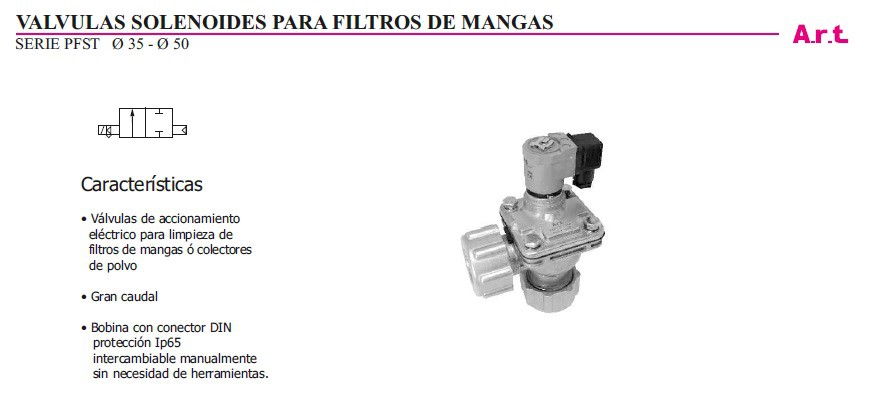 VALVULAS SOLENOIDES PARA FILTROS DE MANGAS
SERIE PFST Ø 35 - Ø 50
A.r.t.
Características
• Válvulas de accionamiento
eléctrico para limpieza de
filtros de mangas ó colectores
de polvo
• Gran caudal
• Bobina con conector DIN
protección Ip65
intercambiable manualmente
sin necesidad de herramientas.